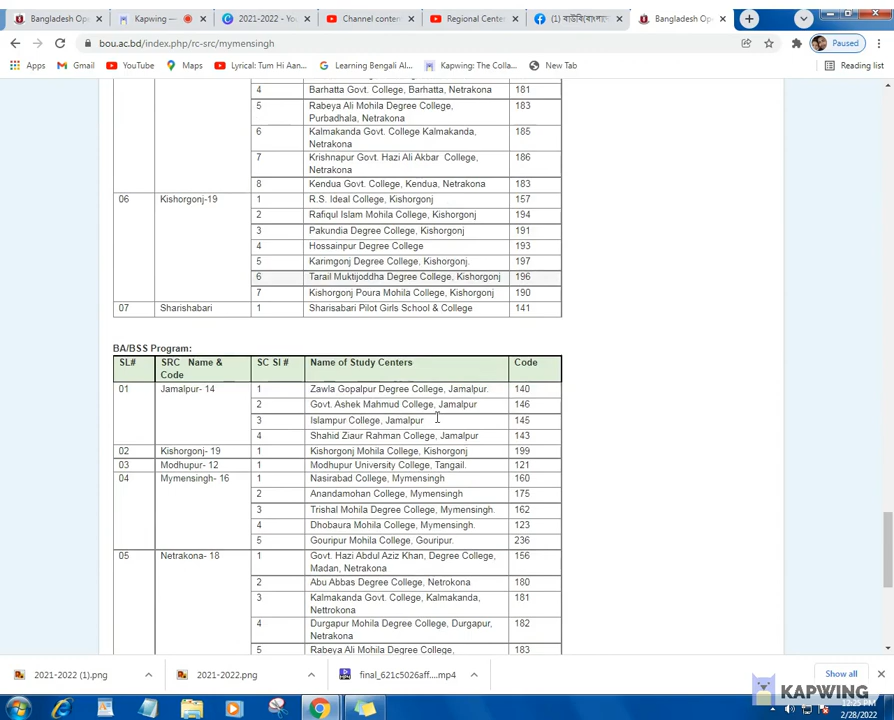 Bangladesh Op
Kapwing —
2021-2022 - Yo
Channel conten
Regional Cente
(1) বাউবি(বাংলাদে
Bangladesh Op
bou.ac.bd/index.php/rc-src/mymensingh
Paused
Apps
Gmail
YouTube
Maps
Lyrical: Tum Hi Aan...
Learning Bengali Al...
Kapwing: The Colla...
New Tab
Reading list
4 Barhatta Govt. College, Barhatta, Netrakona 181
5 Rabeya Ali Mohila Degree College, 183
Purbadhala, Netrakona
6 Kalmakanda Govt. College Kalmakanda, 185
Netrakona
7 Krishnapur Govt. Hazi Ali Akbar College, 186
Netrakona
8 Kendua Govt. College, Kendua, Netrakona 183
06 Kishorgonj-19 1 R.S. Ideal College, Kishorgonj 157
2 Rafiqul Islam Mohila College, Kishorgonj 194
3 Pakundia Degree College, Kishorgonj 191
4 Hossainpur Degree College 193
5 Karimgonj Degree College, Kishorgonj. 197
6 Tarail Muktijoddha Degree College, Kishorgonj 196
7 Kishorgonj Poura Mohila College, Kishorgonj 190
07 Sharishabari 1 Sharisabari Pilot Girls School & College 141
BA/BSS Program:
SL# SRC Name & SC Sl # Name of Study Centers Code
Code
01 Jamalpur- 14 1 Zawla Gopalpur Degree College, Jamalpur. 140
2 Govt. Ashek Mahmud College, Jamalpur 146
3 Islampur College, Jamalpur 145
4 Shahid Ziaur Rahman College, Jamalpur 143
02 Kishorgonj- 19 1 Kishorgonj Mohila College, Kishorgonj 199
03 Modhupur- 12 1 Modhupur University College, Tangail. 121
04 Mymensingh- 16 1 Nasirabad College, Mymensingh 160
2 Anandamohan College, Mymensingh 175
3 Trishal Mohila Degree College, Mymensingh. 162
4 Dhobaura Mohila College, Mymensingh. 123
5 Gouripur Mohila College, Gouripur. 236
05 Netrakona- 18 1 Govt. Hazi Abdul Aziz Khan, Degree College, 156
Madan, Netrakona
2 Abu Abbas Degree College, Netrokona 180
3 Kalmakanda Govt. College, Kalmakanda, 181
Nettrokona
4 Durgapur Mohila Degree College, Durgapur, 182
Netrakona
5 Rabeya Ali Mohila Degree College, 183
2021-2022 (1).png
2021-2022.png
final_621c5026aff....mp4
Show all
KAPWING
12:25 PM
2/28/2022